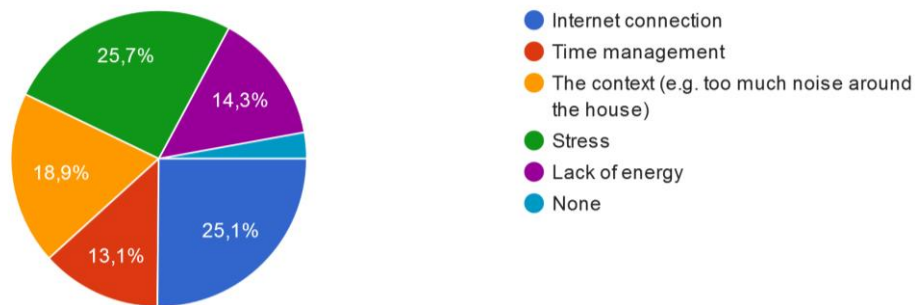 25,7%
14,3%
18,9%
13,1%
25,1%
Internet connection
Time management
The context (e.g. too much noise around
the house)
Stress
Lack of energy
None